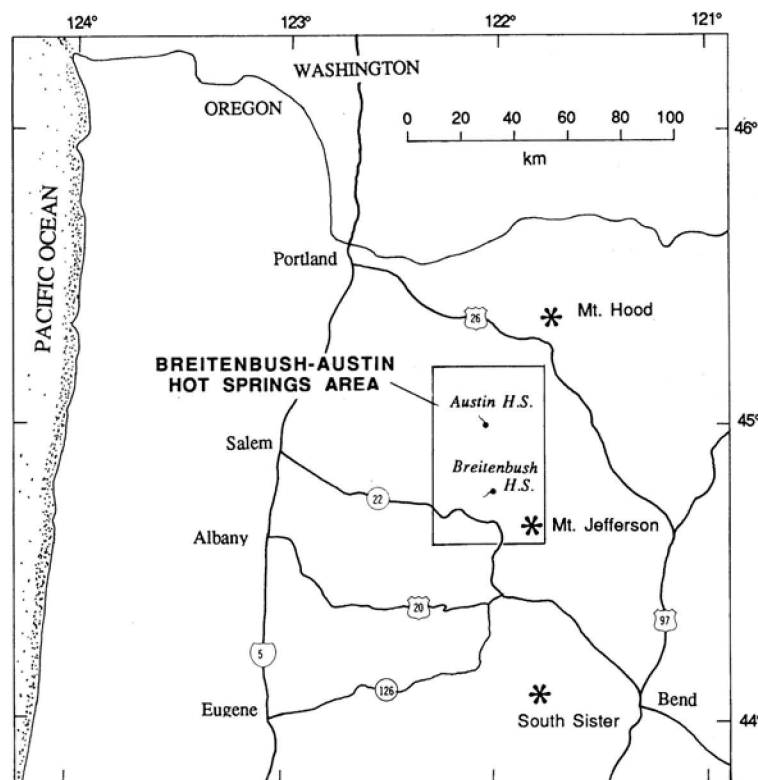 124°
123°
122°
121°
WASHINGTON
OREGON
0 20 40 60 80 100
km
46°
PACIFIC OCEAN
Portland
26
Mt. Hood
BREITENBUSH-AUSTIN
HOT SPRINGS AREA
Austin H.S.
45°
Salem
Breitenbush
H.S.
22
Mt. Jefferson
Albany
20
97
5
126
Eugene
Bend
South Sister
44°